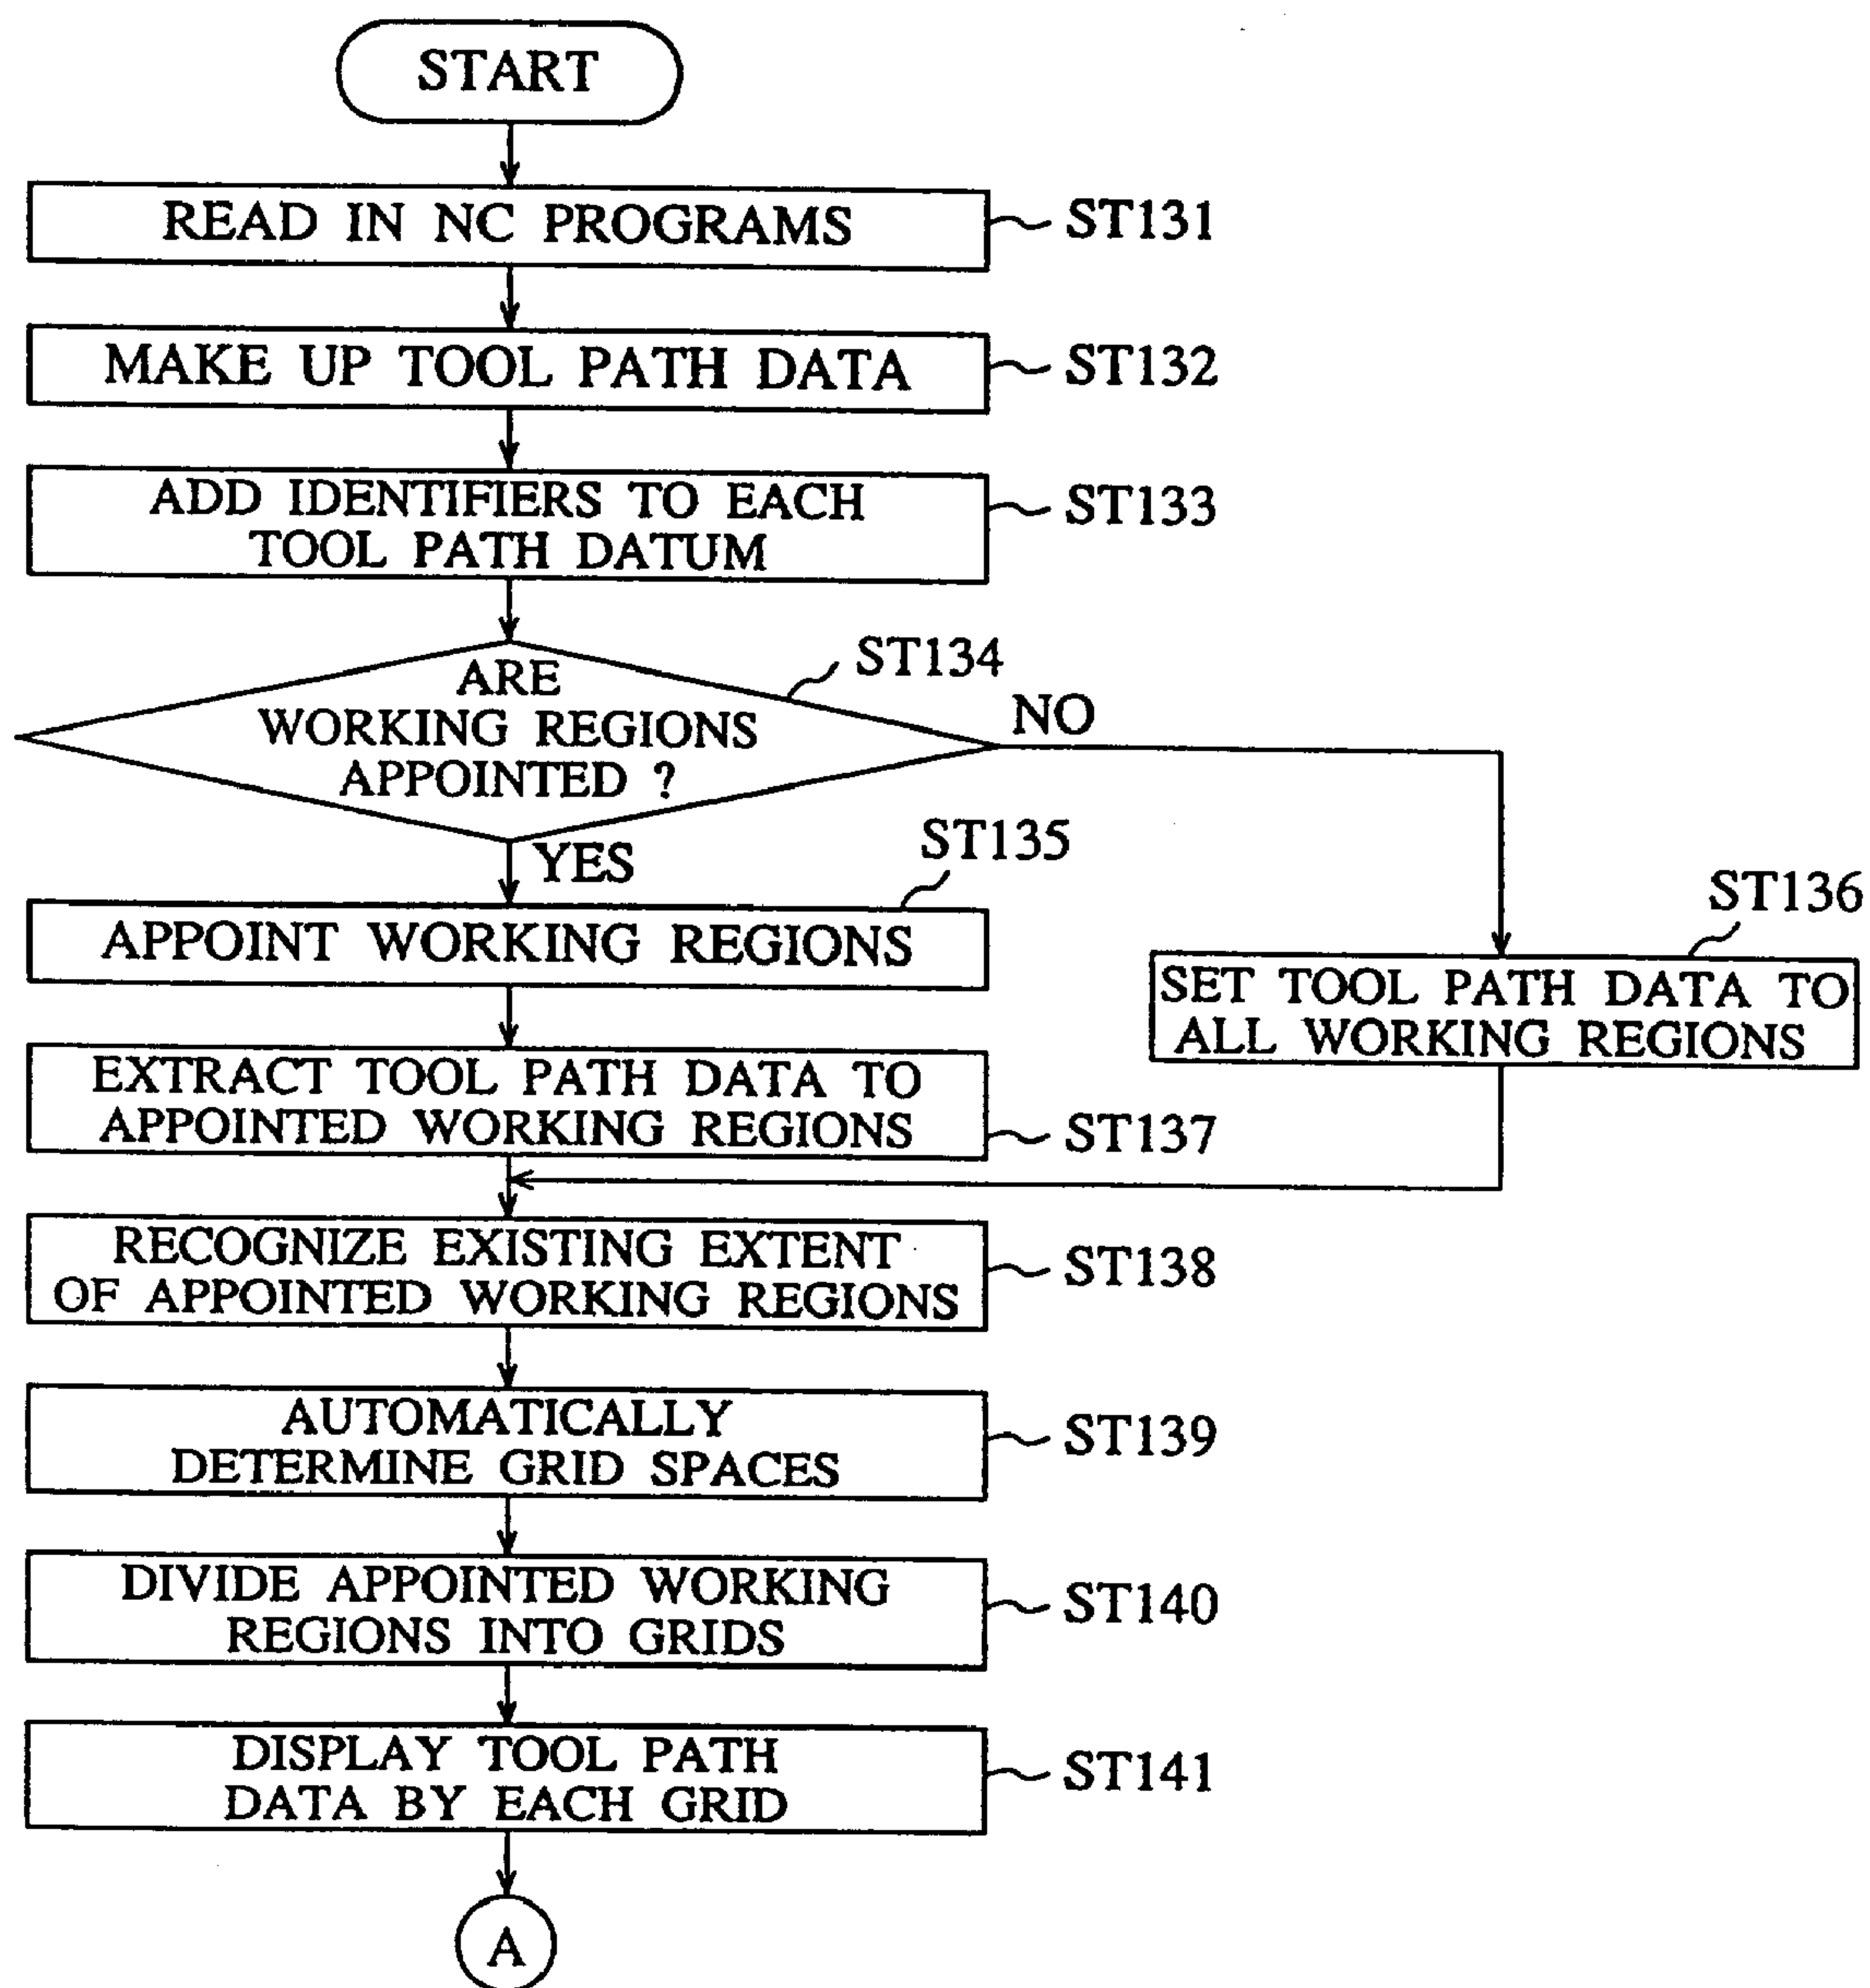 START
READ IN NC PROGRAMS
ST131
MAKE UP TOOL PATH DATA
ST132
ADD IDENTIFIERS TO EACH
TOOL PATH DATUM
ST133
ST134
ARE
WORKING REGIONS
APPOINTED ?
NO
YES
ST135
APPOINT WORKING REGIONS
ST136
SET TOOL PATH DATA TO
ALL WORKING REGIONS
EXTRACT TOOL PATH DATA TO
APPOINTED WORKING REGIONS
ST137
RECOGNIZE EXISTING EXTENT
OF APPOINTED WORKING REGIONS
ST138
AUTOMATICALLY
DETERMINE GRID SPACES
ST139
DIVIDE APPOINTED WORKING
REGIONS INTO GRIDS
ST140
DISPLAY TOOL PATH
DATA BY EACH GRID
ST141
A